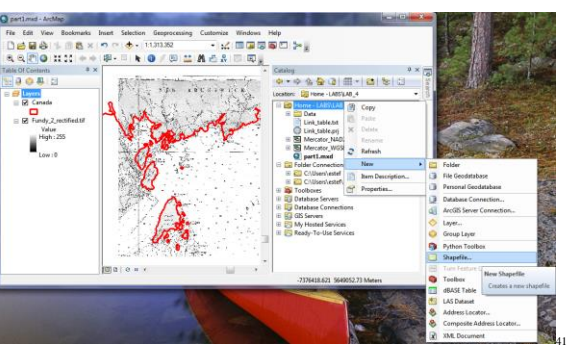 part1.mxd - ArcMap
File Edit View Bookmarks Insert Selection Geoprocessing Customize Windows Help
1:1,313,352
Table Of Contents
Catalog
Location: Home - LABS\LAB_4
Search
Layers
Canada
Fundy_2_rectified.tif
Value
High : 255
Low : 0
Home - LABS\LAB
Data
Link_table.txt
Link_table.prj
Mercator_NAD
Mercator_WGS
part1.mxd
Folder Connection
C:\Users\estef
C:\Users\estef
Toolboxes
Database Servers
Database Connections
GIS Servers
My Hosted Services
Ready-To-Use Services
Copy
Paste
Delete
Rename
Refresh
New
Item Description...
Properties...
Folder
File Geodatabase
Personal Geodatabase
Database Connection...
ArcGIS Server Connection...
Layer...
Group Layer
Python Toolbox
Shapefile...
Turn Feature
Toolbox
dBASE Table
LAS Dataset
Address Locator...
Composite Address Locator...
XML Document
New Shapefile
Creates a new shapefile
-7376418.621 5649052.73 Meters
41